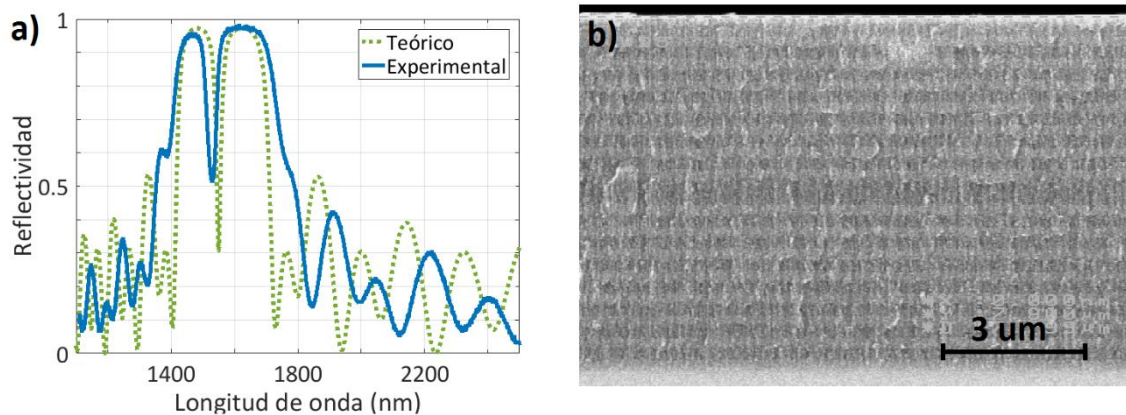 a)
1
0.5
0
Reflectividad
Teórico
Experimental
1400
1800
2200
Longitud de onda (nm)
b)
3 um